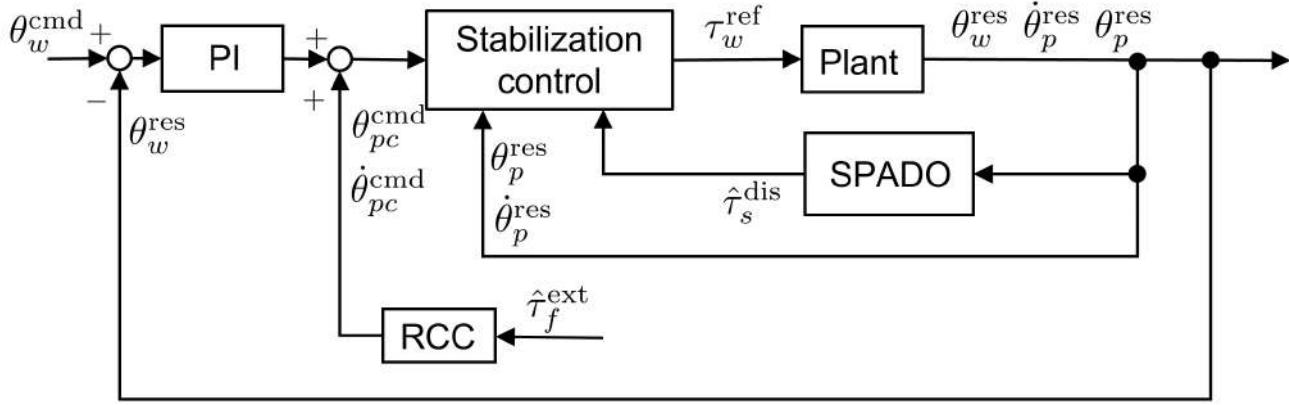 θ_w^cmd + PI + Stabilization control τ_w^ref Plant θ_w^res θ̇_p^res θ_p^res
− θ_w^res + θ_pc^cmd θ̇_pc^cmd
θ_p^res θ̇_p^res τ̂_s^dis SPADO
RCC τ̂_f^ext